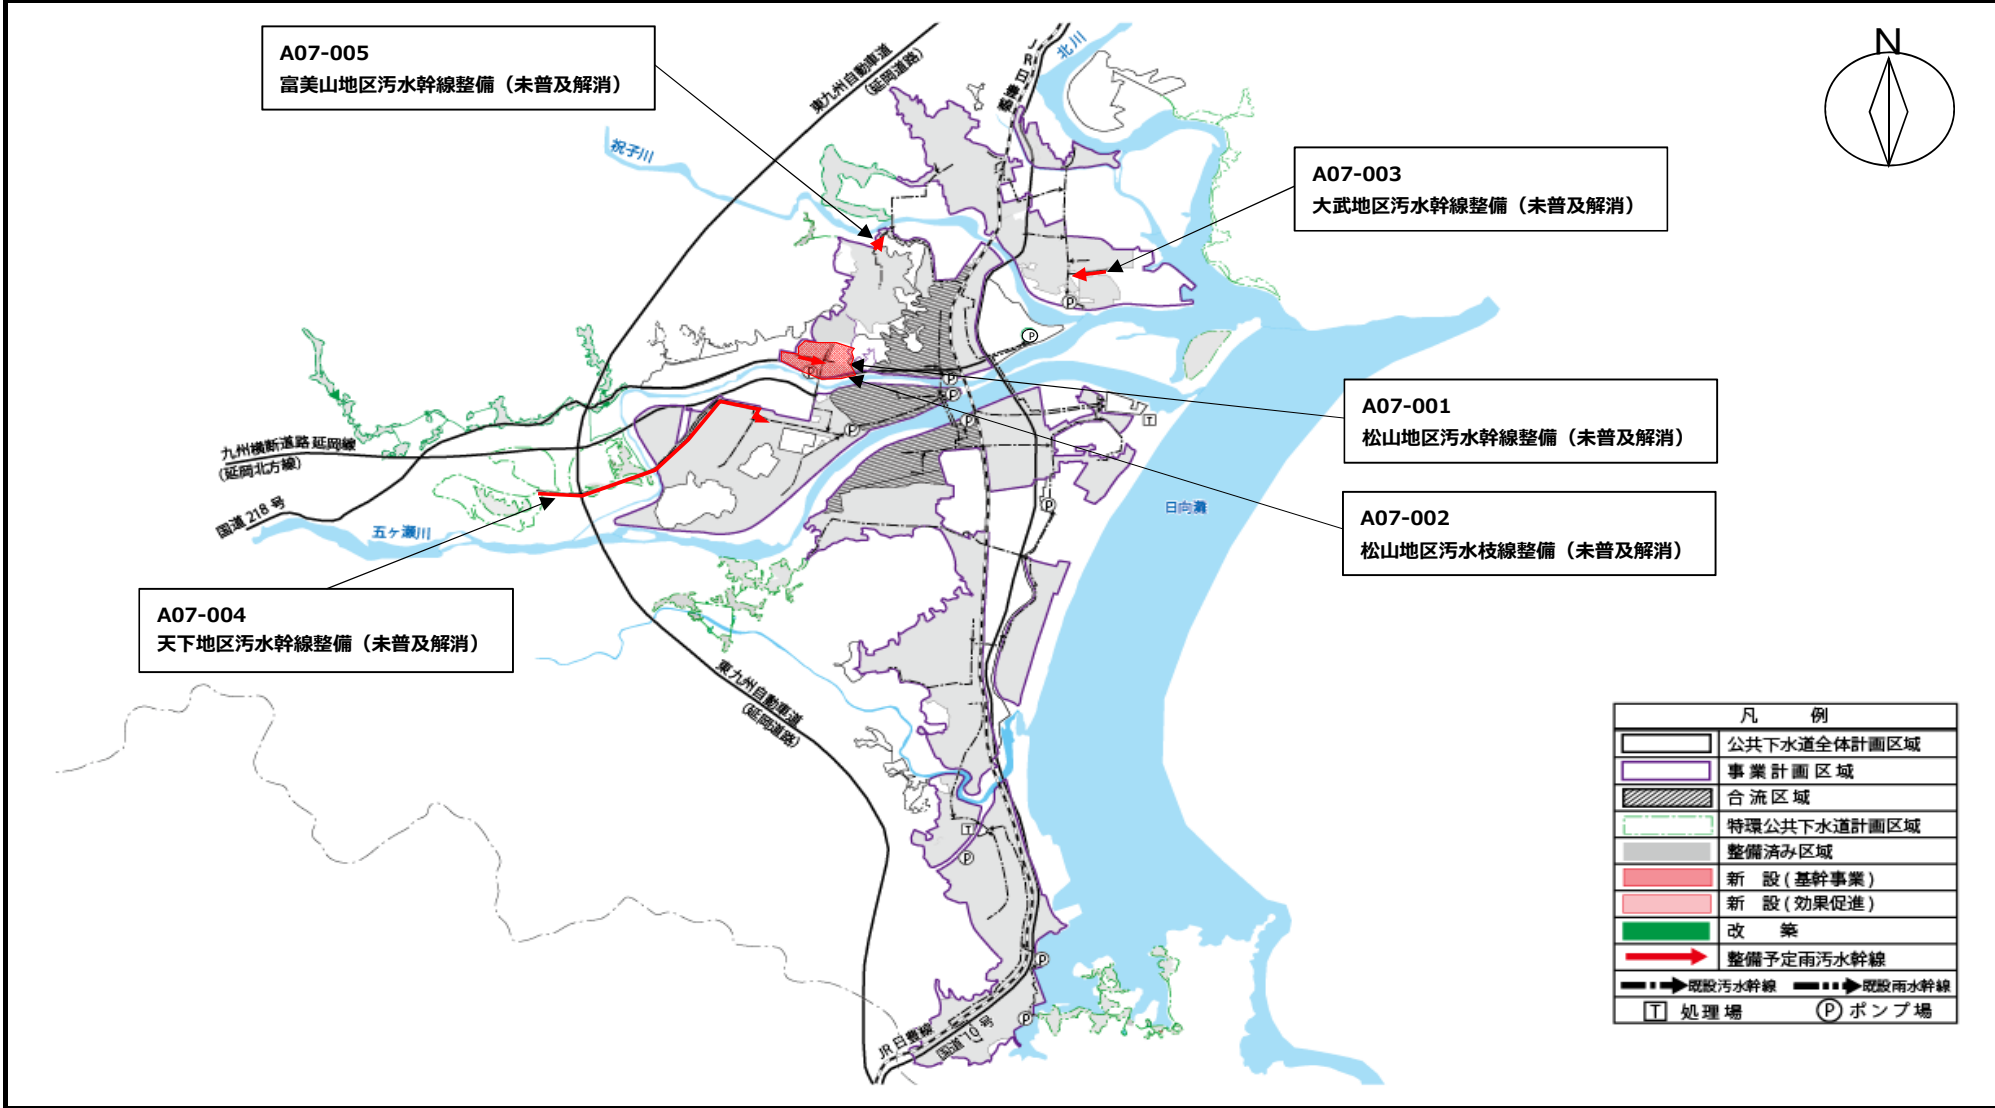 A07-005
富美山地区汚水幹線整備（未普及解消）
東九州自動車道
(延岡道路)
JR日豊線
北川
N
祝子川
A07-003
大武地区汚水幹線整備（未普及解消）
P
P
P
P
P
P
P
T
P
A07-001
松山地区汚水幹線整備（未普及解消）
九州横断道路 延岡線
(延岡北方線)
国道 218 号
五ヶ瀬川
日向灘
A07-002
松山地区汚水枝線整備（未普及解消）
A07-004
天下地区汚水幹線整備（未普及解消）
東九州自動車道
(延岡道路)
T
P
P
P
JR 日豊線
国道 10 号
凡 例
公共下水道全体計画区域
事業計画区域
合流区域
特環公共下水道計画区域
整備済み区域
新 設(基幹事業)
新 設(効果促進)
改 築
整備予定雨汚水幹線
既設汚水幹線 既設雨水幹線
T 処理場 P ポンプ場